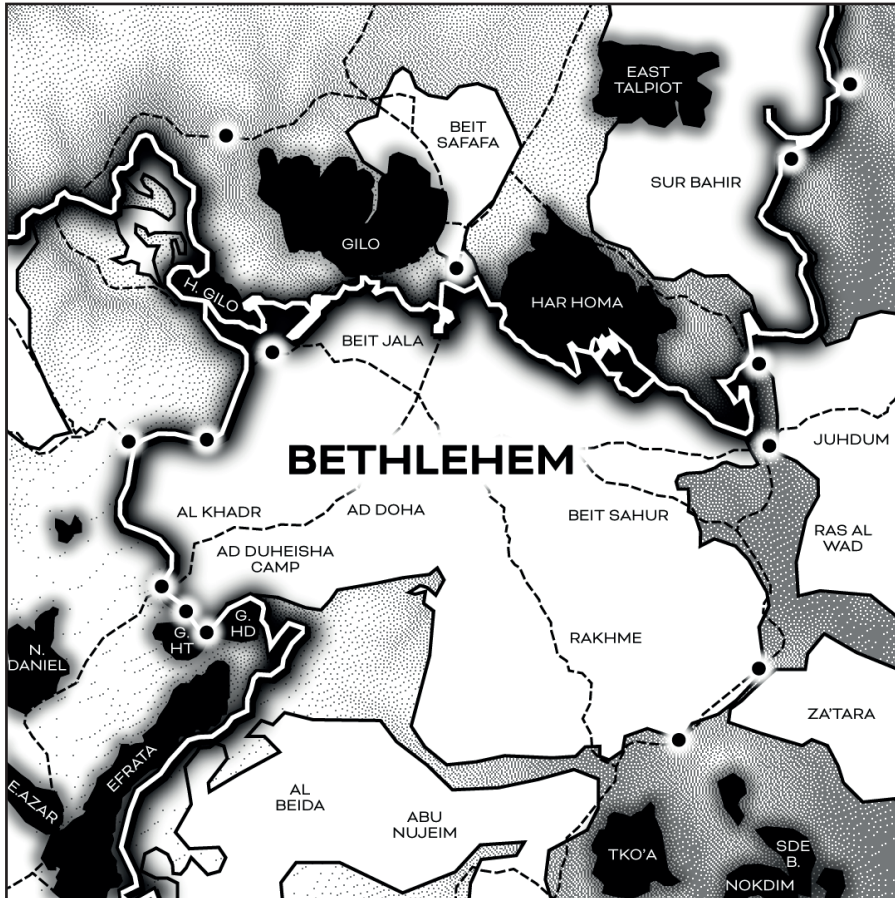 EAST
TALPIOT
BEIT
SAFAFA
SUR BAHIR
GILO
H. GILO
HAR HOMA
BEIT JALA
JUHDUM
BETHLEHEM
AL KHADR
AD DOHA
BEIT SAHUR
RAS AL
WAD
AD DUHEISHA
CAMP
G.
HD
G.
HT
RAKHME
N.
DANIEL
ZA'TARA
EFRATA
E.AZAR
AL
BEIDA
ABU
NUJEIM
TKO'A
SDE
B.
NOKDIM